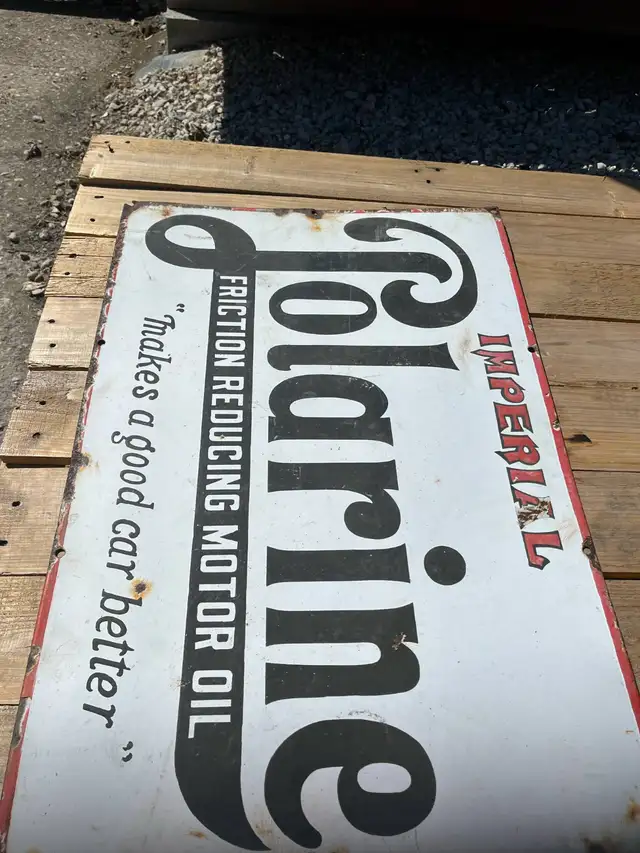 IMPERIAL
Polarine
FRICTION REDUCING MOTOR OIL
"makes a good car better"